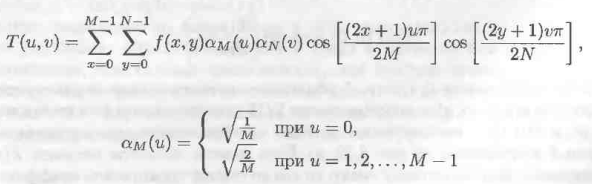 T(u, v) = \sum_{x=0}^{M-1} \sum_{y=0}^{N-1} f(x, y)\alpha_M(u)\alpha_N(v) \cos\left[\frac{(2x+1)u\pi}{2M}\right] \cos\left[\frac{(2y+1)v\pi}{2N}\right],
\alpha_M(u) = \begin{cases} \sqrt{\frac{1}{M}} & при u = 0, \\ \sqrt{\frac{2}{M}} & при u = 1, 2, \ldots, M-1 \end{cases}